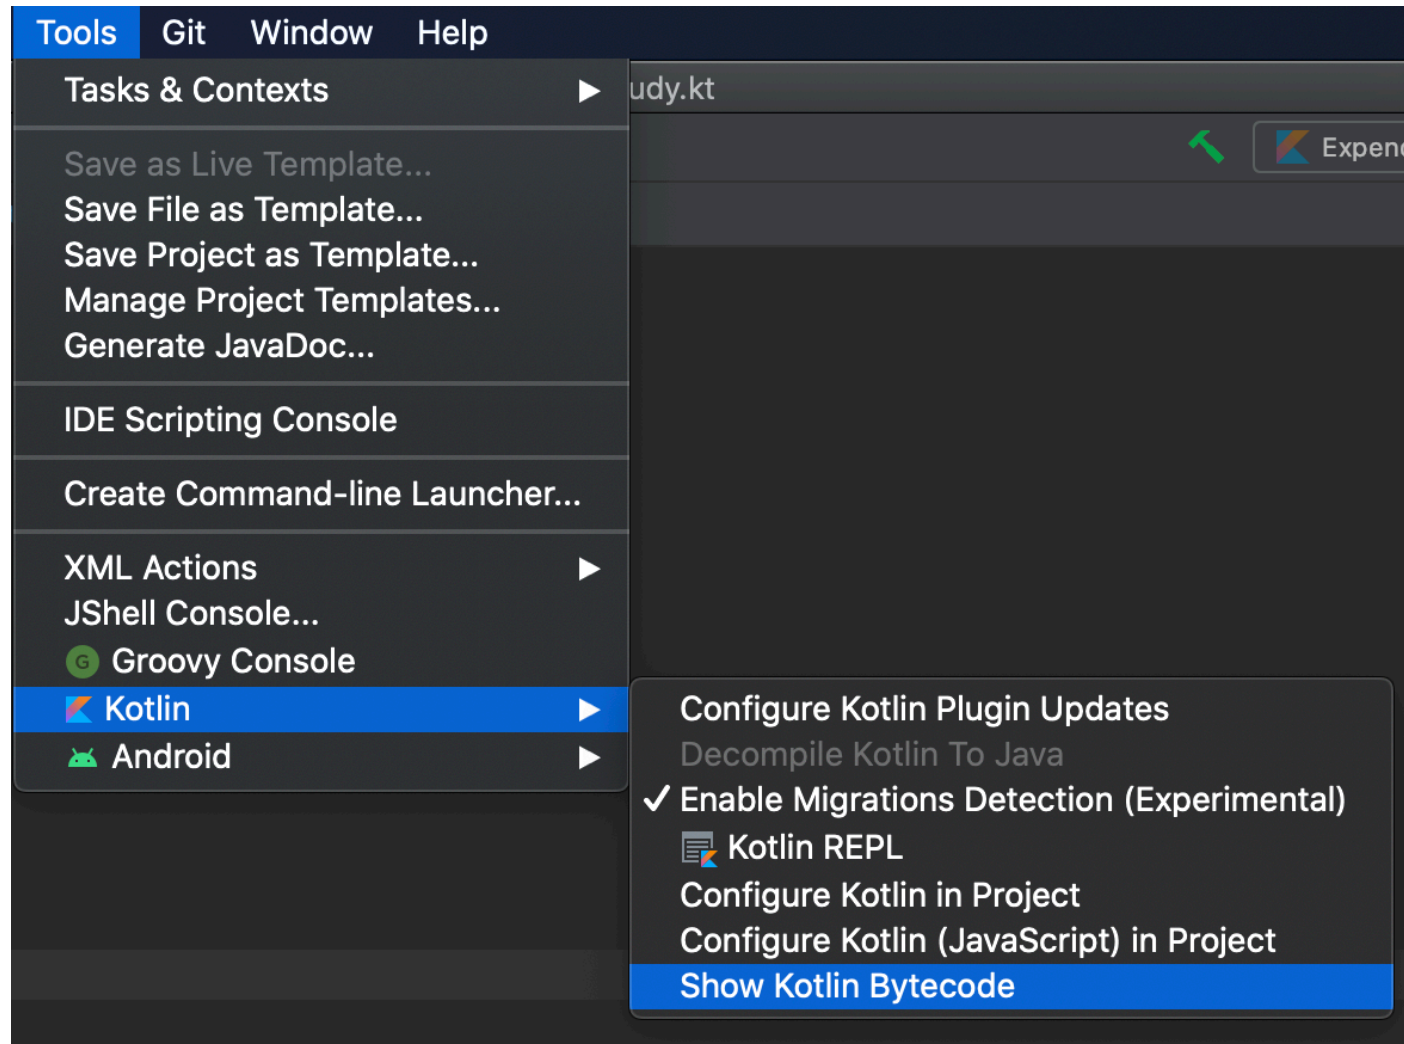 Tools Git Window Help
Tasks & Contexts
udy.kt
Save as Live Template...
Expend
Save File as Template...
Save Project as Template...
Manage Project Templates...
Generate JavaDoc...
IDE Scripting Console
Create Command-line Launcher...
XML Actions
JShell Console...
G Groovy Console
Kotlin
Android
Configure Kotlin Plugin Updates
Decompile Kotlin To Java
Enable Migrations Detection (Experimental)
Kotlin REPL
Configure Kotlin in Project
Configure Kotlin (JavaScript) in Project
Show Kotlin Bytecode